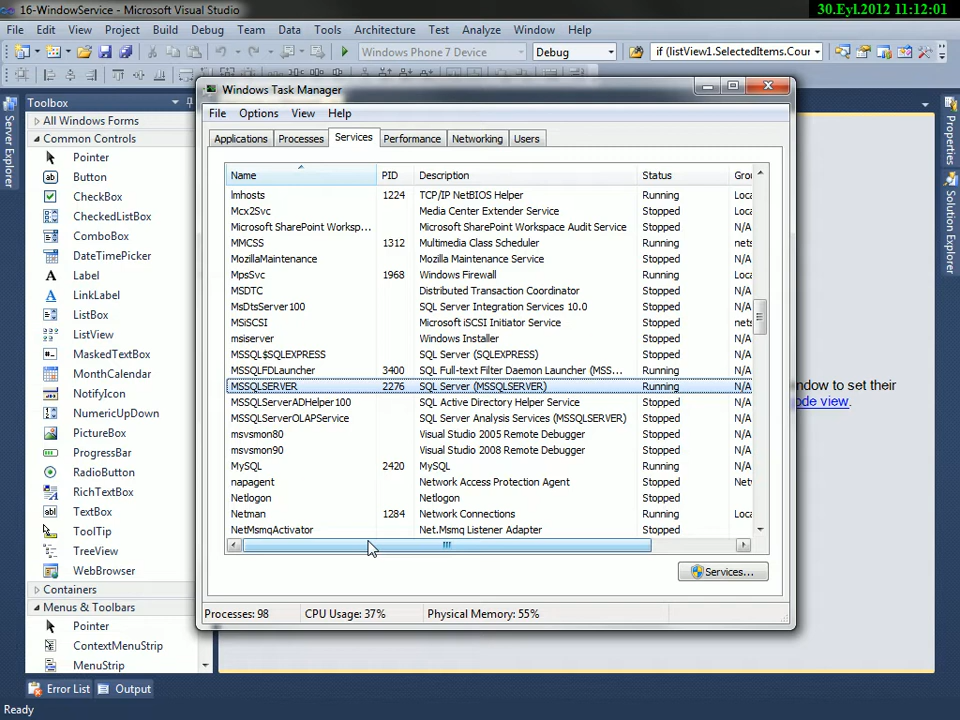 16-WindowService - Microsoft Visual Studio
30.Eyl.2012 11:12:01
File Edit View Project Build Debug Team Data Tools Architecture Test Analyze Window Help
Windows Phone 7 Device Debug if (listView1.SelectedItems.Cour
Toolbox
Server Explorer
Properties
Solution Explorer
All Windows Forms
Common Controls
Pointer
Button
CheckBox
CheckedListBox
ComboBox
DateTimePicker
Label
LinkLabel
ListBox
ListView
MaskedTextBox
MonthCalendar
NotifyIcon
NumericUpDown
PictureBox
ProgressBar
RadioButton
RichTextBox
TextBox
ToolTip
TreeView
WebBrowser
Containers
Menus & Toolbars
Pointer
ContextMenuStrip
MenuStrip
Windows Task Manager
File Options View Help
Applications Processes Services Performance Networking Users
Name PID Description Status Grou
lmhosts 1224 TCP/IP NetBIOS Helper Running Loca
Mcx2Svc Media Center Extender Service Stopped Loca
Microsoft SharePoint Worksp... Microsoft SharePoint Workspace Audit Service Stopped Loca
MMCSS 1312 Multimedia Class Scheduler Running nets
MozillaMaintenance Mozilla Maintenance Service Stopped N/A
MpsSvc 1968 Windows Firewall Running Loca
MSDTC Distributed Transaction Coordinator Stopped N/A
MsDtsServer100 SQL Server Integration Services 10.0 Stopped N/A
MSiSCSI Microsoft iSCSI Initiator Service Stopped nets
msiserver Windows Installer Stopped N/A
MSSQL$SQLEXPRESS SQL Server (SQLEXPRESS) Stopped N/A
MSSQLFDLauncher 3400 SQL Full-text Filter Daemon Launcher (MSS... Running N/A
MSSQLSERVER 2276 SQL Server (MSSQLSERVER) Running N/A
MSSQLServerADHelper100 SQL Active Directory Helper Service Stopped N/A
MSSQLServerOLAPService SQL Server Analysis Services (MSSQLSERVER) Stopped N/A
msvsmon80 Visual Studio 2005 Remote Debugger Stopped N/A
msvsmon90 Visual Studio 2008 Remote Debugger Stopped N/A
MySQL 2420 MySQL Running N/A
napagent Network Access Protection Agent Stopped Netw
Netlogon Netlogon Stopped N/A
Netman 1284 Network Connections Running Loca
NetMsmqActivator Net.Msmq Listener Adapter Stopped N/A
Services...
Processes: 98 CPU Usage: 37% Physical Memory: 55%
ndow to set their
ode view.
Error List Output
Ready